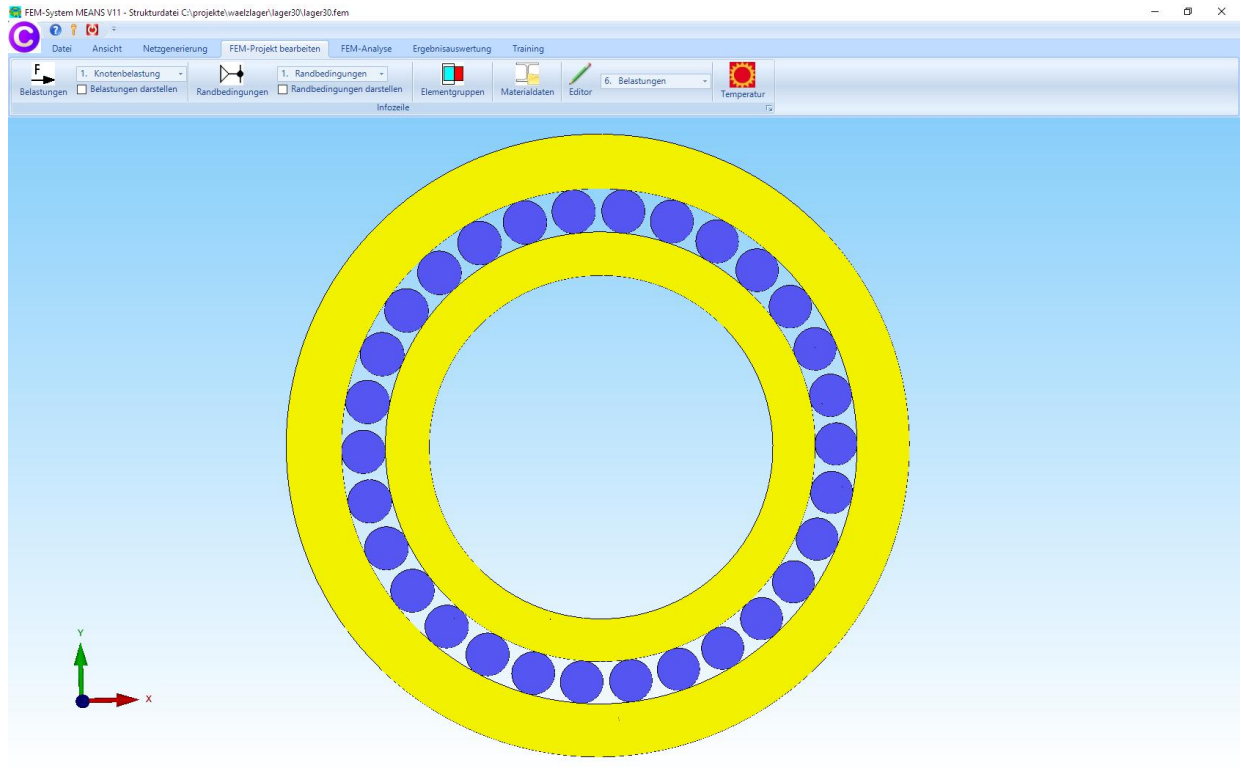 FEM-System MEANS V11 - Strukturdatei C:\projekte\waelzlager\lager30\lager30.fem
C
Datei Ansicht Netzgenerierung FEM-Projekt bearbeiten FEM-Analyse Ergebnisauswertung Training
F 1. Knotenbelastung 1. Randbedingungen 6. Belastungen
Belastungen darstellen Randbedingungen darstellen
Belastungen Randbedingungen Elementgruppen Materialdaten Editor Temperatur
Infozeile
Y
X